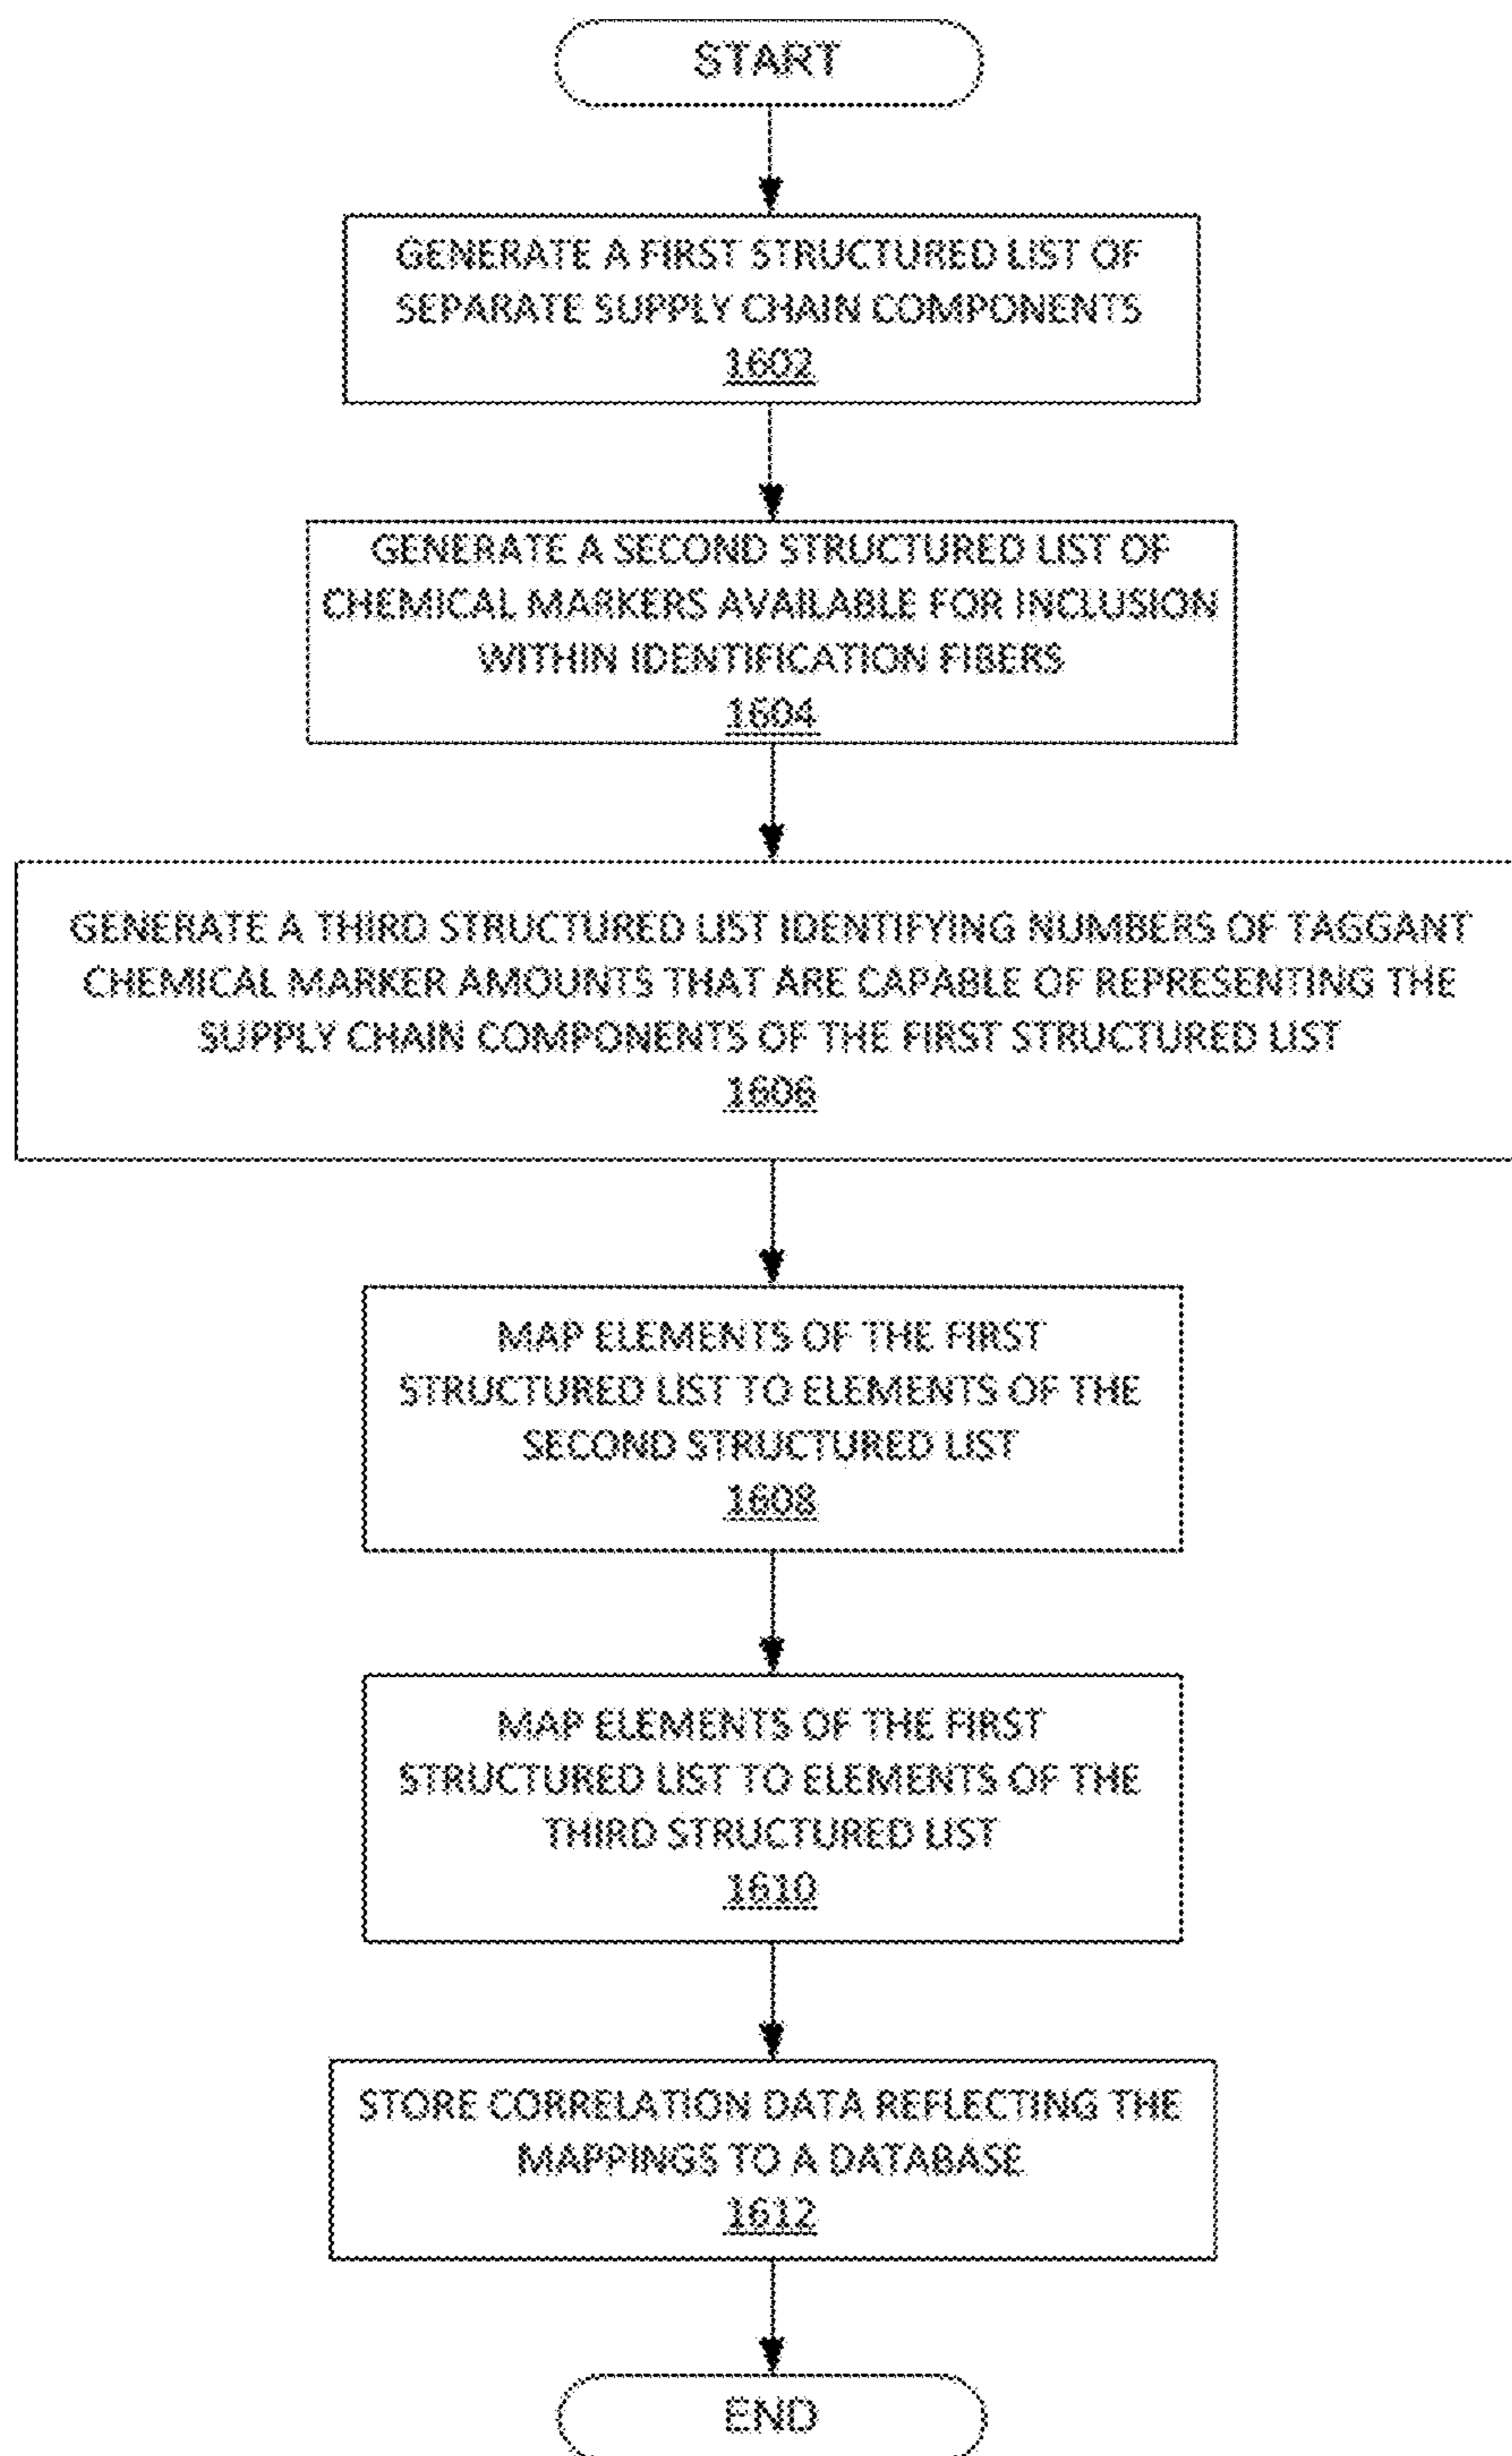 START
GENERATE A FIRST STRUCTURED LIST OF
SEPARATE SUPPLY CHAIN COMPONENTS
1602
GENERATE A SECOND STRUCTURED LIST OF
CHEMICAL MARKERS AVAILABLE FOR INCLUSION
WITHIN IDENTIFICATION FIBERS
1604
GENERATE A THIRD STRUCTURED LIST IDENTIFYING NUMBERS OF TAGGANT
CHEMICAL MARKER AMOUNTS THAT ARE CAPABLE OF REPRESENTING THE
SUPPLY CHAIN COMPONENTS OF THE FIRST STRUCTURED LIST
1606
MAP ELEMENTS OF THE FIRST
STRUCTURED LIST TO ELEMENTS OF THE
SECOND STRUCTURED LIST
1608
MAP ELEMENTS OF THE FIRST
STRUCTURED LIST TO ELEMENTS OF THE
THIRD STRUCTURED LIST
1610
STORE CORRELATION DATA REFLECTING THE
MAPPINGS TO A DATABASE
1612
END